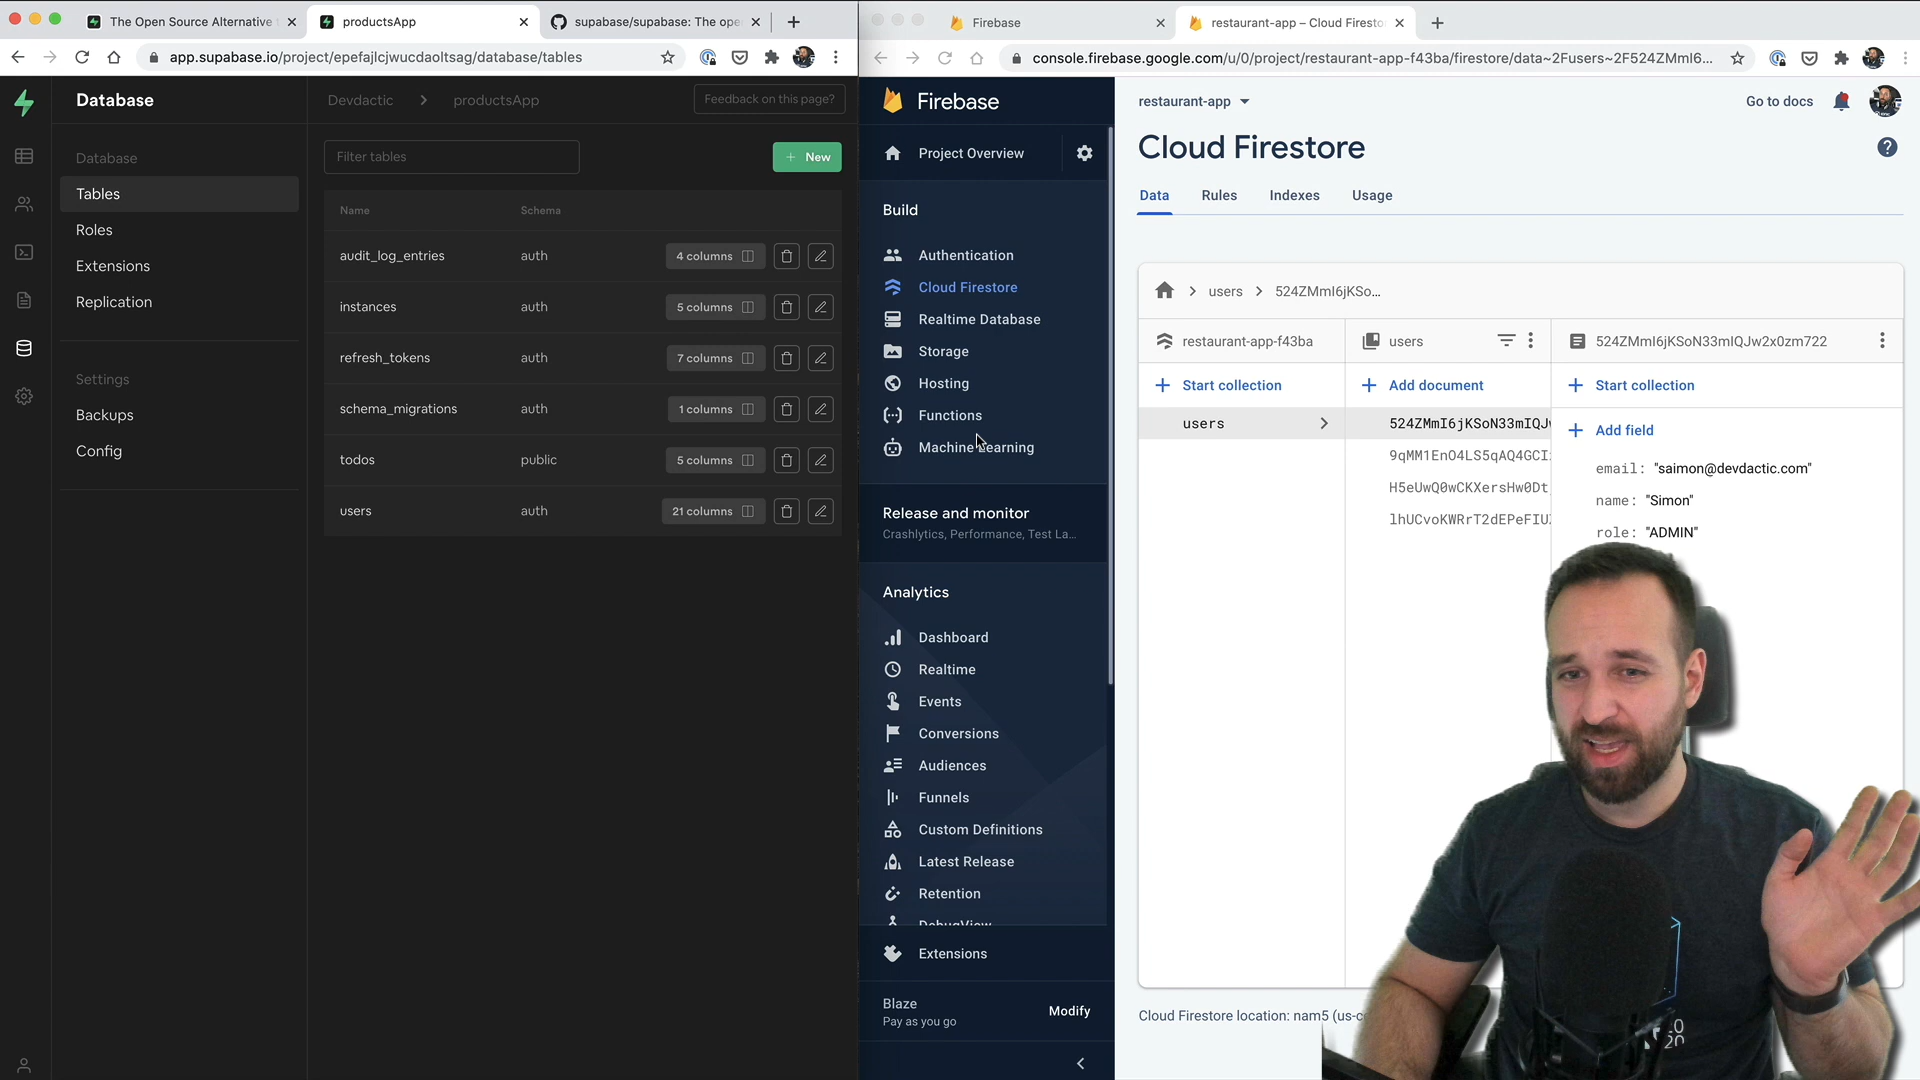 The Open Source Alternative
productsApp
supabase/supabase: The ope
app.supabase.io/project/epefajlcjwucdaoltsag/database/tables
Database
Devdactic
productsApp
Feedback on this page?
Database
Tables
Roles
Extensions
Replication
Settings
Backups
Config
Filter tables
+ New
Name
Schema
audit_log_entries
auth
4 columns
instances
auth
5 columns
refresh_tokens
auth
7 columns
schema_migrations
auth
1 columns
todos
public
5 columns
users
auth
21 columns
Firebase
restaurant-app – Cloud Firesto
console.firebase.google.com/u/0/project/restaurant-app-f43ba/firestore/data~2Fusers~2F524ZMmI6...
Firebase
Project Overview
Build
Authentication
Cloud Firestore
Realtime Database
Storage
Hosting
Functions
Machine Learning
Release and monitor
Crashlytics, Performance, Test La...
Analytics
Dashboard
Realtime
Events
Conversions
Audiences
Funnels
Custom Definitions
Latest Release
Retention
DebugView
Extensions
Blaze
Pay as you go
Modify
restaurant-app
Go to docs
Cloud Firestore
Data
Rules
Indexes
Usage
users
524ZMmI6jKSo...
restaurant-app-f43ba
users
524ZMmI6jKSoN33mIQJw2x0zm722
+ Start collection
+ Add document
+ Start collection
users
524ZMmI6jKSoN33mIQJ
9qMM1EnO4LS5qAQ4GCI
H5eUwQ0wCKXersHw0Dt
lhUCvoKWRrT2dEPeFIU
+ Add field
email: "saimon@devdactic.com"
name: "Simon"
role: "ADMIN"
Cloud Firestore location: nam5 (us-c